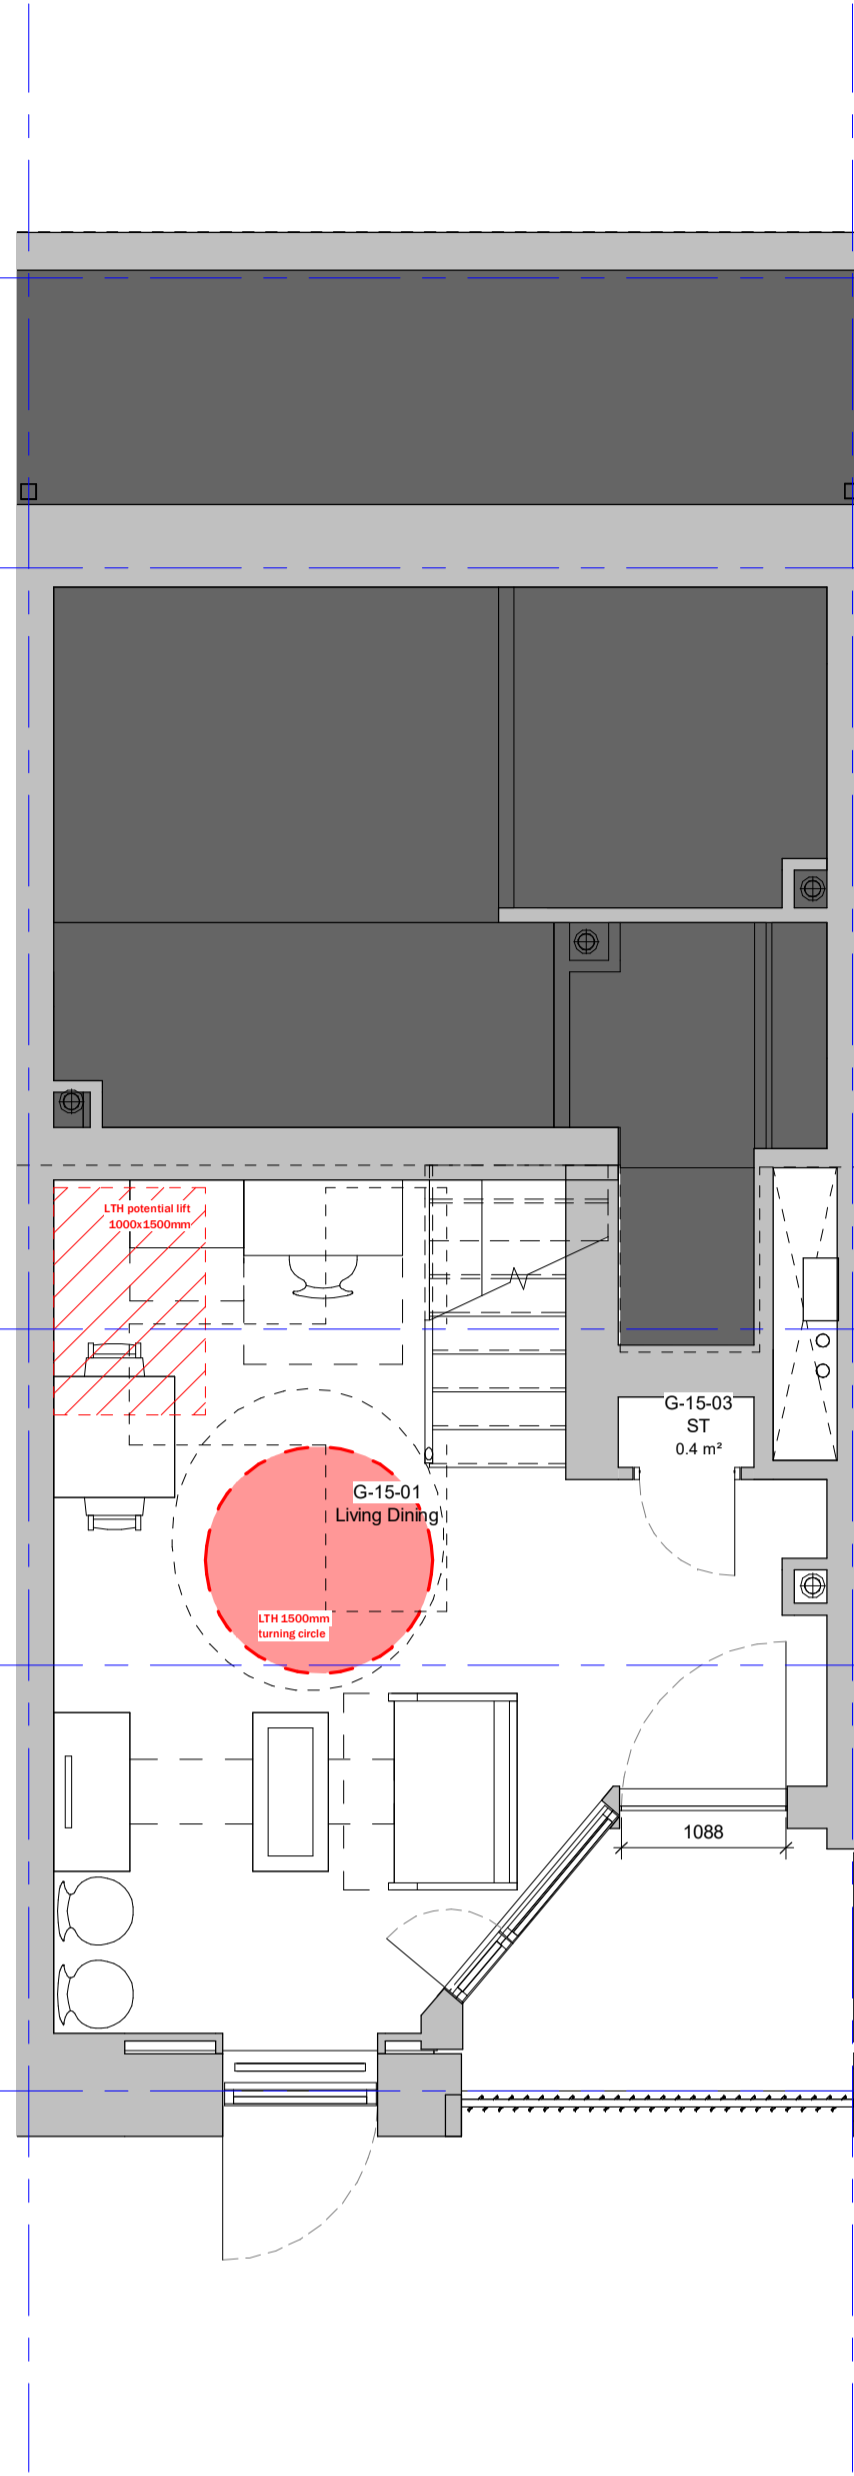 LTH potential lift
1000x1500mm
G-15-03
ST
0.4 m²
G-15-01
Living Dining
LTH 1500mm
turning circle
1088